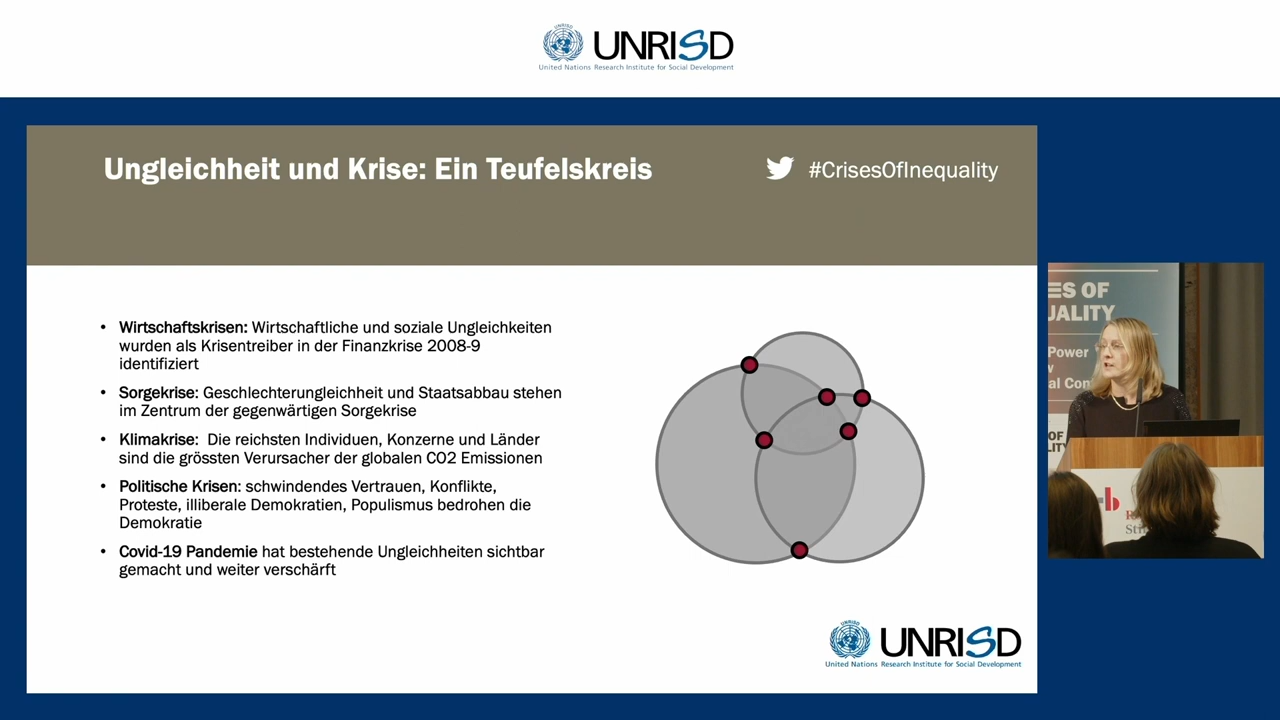 UNRISD
United Nations Research Institute for Social Development
Ungleichheit und Krise: Ein Teufelskreis
#CrisesOfInequality
• Wirtschaftskrisen: Wirtschaftliche und soziale Ungleichkeiten
wurden als Krisentreiber in der Finanzkrise 2008-9
identifiziert
• Sorgekrise: Geschlechterungleichheit und Staatsabbau stehen
im Zentrum der gegenwärtigen Sorgekrise
• Klimakrise: Die reichsten Individuen, Konzerne und Länder
sind die grössten Verursacher der globalen CO2 Emissionen
• Politische Krisen: schwindendes Vertrauen, Konflikte,
Proteste, illiberale Demokratien, Populismus bedrohen die
Demokratie
• Covid-19 Pandemie hat bestehende Ungleichheiten sichtbar
gemacht und weiter verschärft
UNRISD
United Nations Research Institute for Social Development
ES OF
UALITY
Power
OF